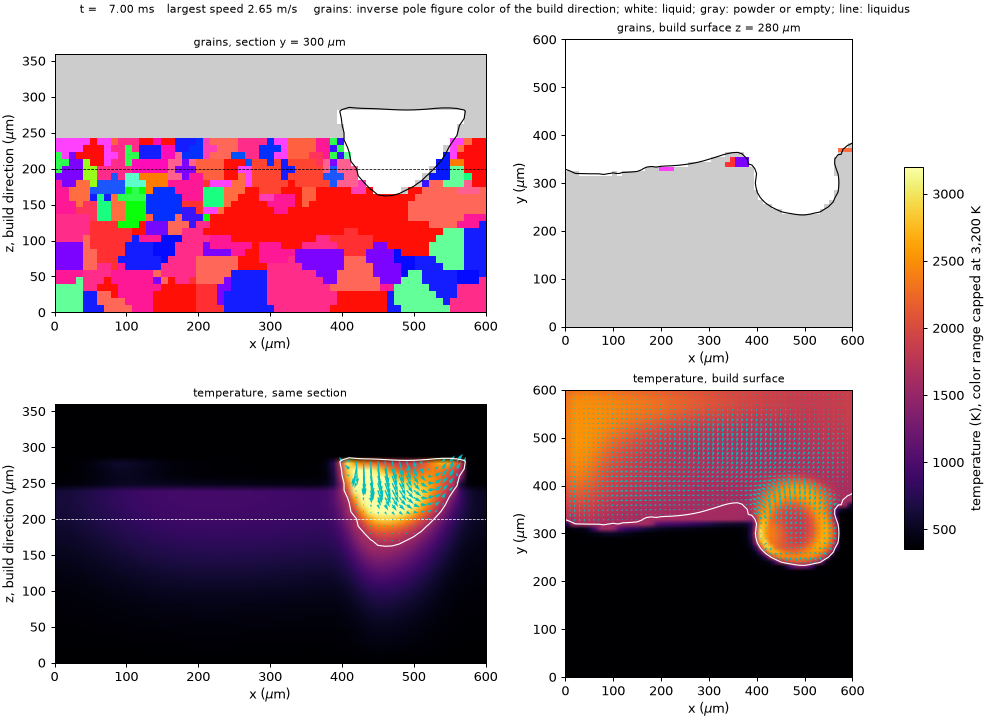 t =   7.00 ms   largest speed 2.65 m/s    grains: inverse pole figure color of the build direction; white: liquid; gray: powder or empty; line: liquidus
grains, section y = 300 μm
z, build direction (μm)
350
300
250
200
150
100
50
0
0 100 200 300 400 500 600
x (μm)
grains, build surface z = 280 μm
y (μm)
600
500
400
300
200
100
0
0 100 200 300 400 500 600
x (μm)
temperature, same section
z, build direction (μm)
350
300
250
200
150
100
50
0
0 100 200 300 400 500 600
x (μm)
temperature, build surface
y (μm)
600
500
400
300
200
100
0
0 100 200 300 400 500 600
x (μm)
3000
2500
2000
1500
1000
500
temperature (K), color range capped at 3,200 K